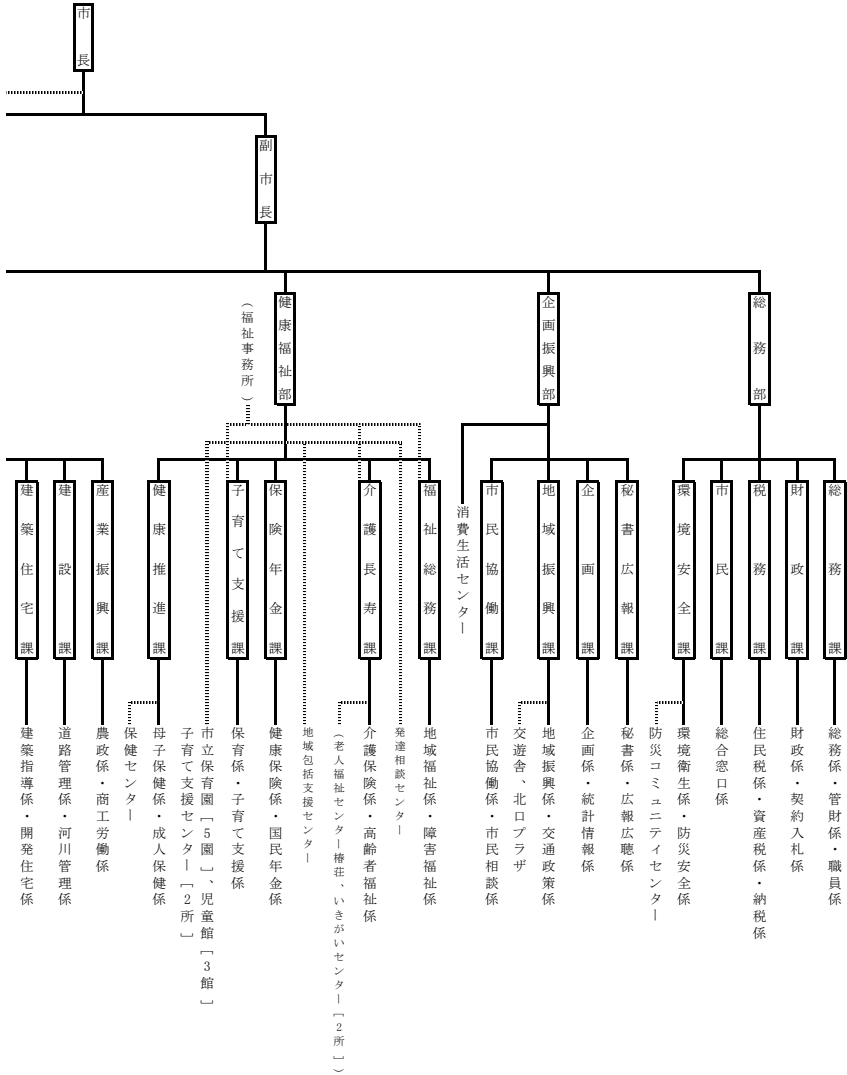 市長
副市長
総務部
企画振興部
健康福祉部
(福祉事務所)
総務課
財政課
税務課
市民課
環境安全課
秘書広報課
企画課
地域振興課
市民協働課
消費生活センター
福祉総務課
介護長寿課
保険年金課
子育て支援課
健康推進課
産業振興課
建設課
建築住宅課
総務係・管財係・職員係
財政係・契約入札係
住民税係・資産税係・納税係
総合窓口係
環境衛生係・防災安全係
防災コミュニティセンター
秘書係・広報広聴係
企画係・統計情報係
地域振興係・交通政策係
交遊舎、北口プラザ
市民協働係・市民相談係
地域福祉係・障害福祉係
発達相談センター
介護保険係・高齢者福祉係
(老人福祉センター椿荘、いきがいセンター[2所])
地域包括支援センター
健康保険係・国民年金係
保育係・子育て支援係
市立保育園[5園]、児童館[3館]
子育て支援センター[2所]
母子保健係・成人保健係
保健センター
農政係・商工労働係
道路管理係・河川管理係
建築指導係・開発住宅係